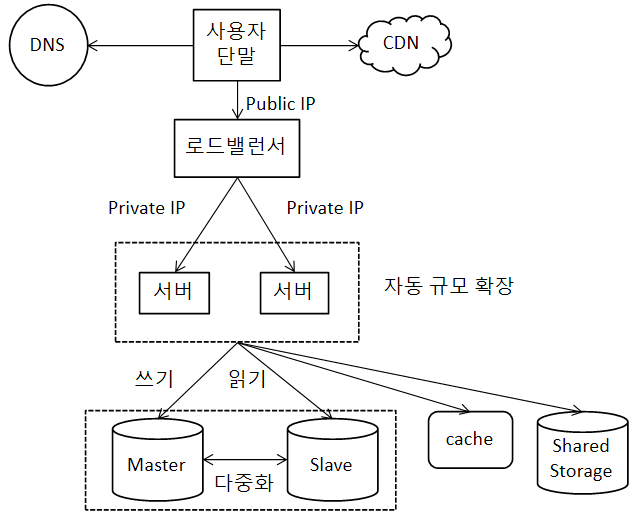 DNS
사용자
단말
CDN
Public IP
로드밸런서
Private IP
Private IP
서버
서버
자동 규모 확장
쓰기
읽기
Master
다중화
Slave
cache
Shared
Storage